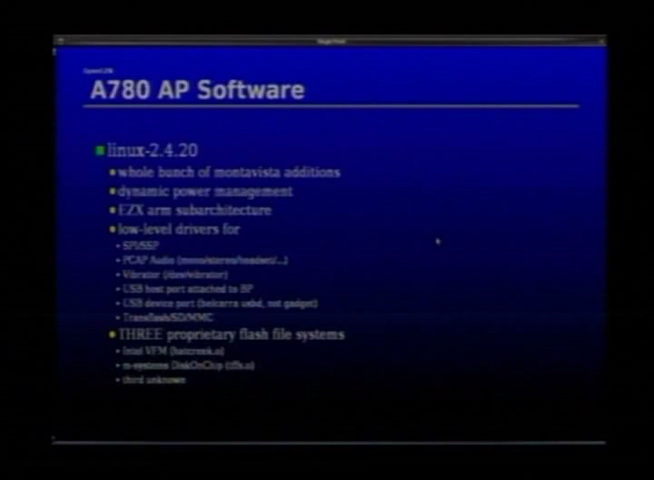 OpenEZX
A780 AP Software
linux-2.4.20
whole bunch of montavista additions
dynamic power management
EZX arm subarchitecture
low-level drivers for
SPI/SSP
PCAP Audio (mono/stereo/headset/...)
Vibrator (/dev/vibrator)
USB host port attached to BP
USB device port (belcarra usbd, not gadget)
Transflash/SD/MMC
THREE proprietary flash file systems
Intel VFM
m-systems DiskOnChip (tffs.o)
third unknown